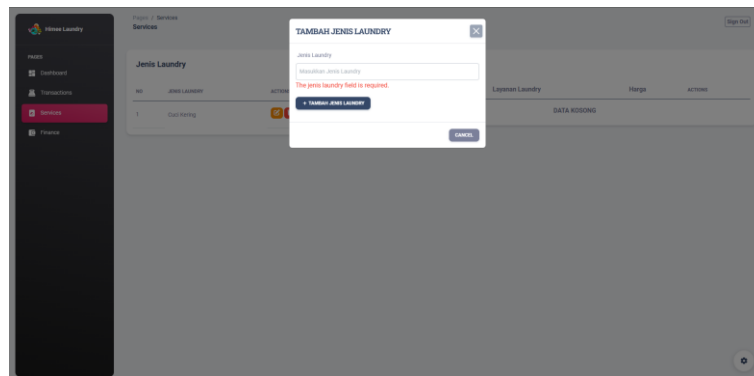 Himee Laundry
Pages / Services
Services
Sign Out
PAGES
Dashboard
Transactions
Services
Finance
Jenis Laundry
NO JENIS LAUNDRY ACTIONS
1 Cuci Kering
TAMBAH JENIS LAUNDRY
Jenis Laundry
Masukkan Jenis Laundry
The jenis laundry field is required.
+ TAMBAH JENIS LAUNDRY
CANCEL
Layanan Laundry Harga ACTIONS
DATA KOSONG